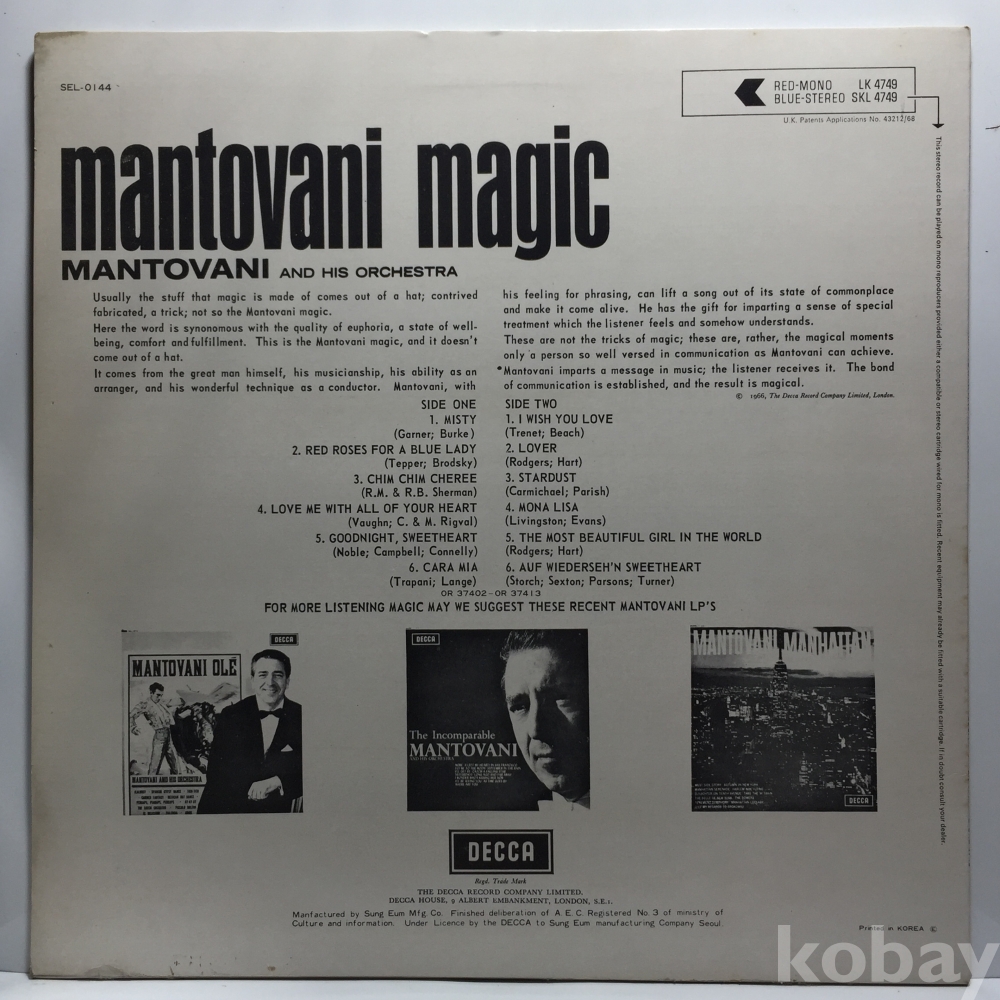 SEL-0144
RED-MONO LK 4749
BLUE-STEREO SKL 4749
U.K. Patents Applications No. 43212/68
This stereo record can be played on mono reproducers provided either a compatible or stereo cartridge wired for mono is fitted. Recent equipment may already be fitted with a suitable cartridge. If in doubt consult your dealer.
mantovani magic
MANTOVANI AND HIS ORCHESTRA
Usually the stuff that magic is made of comes out of a hat; contrived
fabricated, a trick; not so the Mantovani magic.
Here the word is synonomous with the quality of euphoria, a state of well-
being, comfort and fulfillment. This is the Mantovani magic, and it doesn't
come out of a hat.
It comes from the great man himself, his musicianship, his ability as an
arranger, and his wonderful technique as a conductor. Mantovani, with
his feeling for phrasing, can lift a song out of its state of commonplace
and make it come alive. He has the gift for imparting a sense of special
treatment which the listener feels and somehow understands.
These are not the tricks of magic; these are, rather, the magical moments
only a person so well versed in communication as Mantovani can achieve.
Mantovani imparts a message in music; the listener receives it. The bond
of communication is established, and the result is magical.
© 1966, The Decca Record Company Limited, London.
SIDE ONE
1. MISTY
(Garner; Burke)
2. RED ROSES FOR A BLUE LADY
(Tepper; Brodsky)
3. CHIM CHIM CHEREE
(R.M. & R.B. Sherman)
4. LOVE ME WITH ALL OF YOUR HEART
(Vaughn; C. & M. Rigval)
5. GOODNIGHT, SWEETHEART
(Noble; Campbell; Connelly)
6. CARA MIA
(Trapani; Lange)
SIDE TWO
1. I WISH YOU LOVE
(Trenet; Beach)
2. LOVER
(Rodgers; Hart)
3. STARDUST
(Carmichael; Parish)
4. MONA LISA
(Livingston; Evans)
5. THE MOST BEAUTIFUL GIRL IN THE WORLD
(Rodgers; Hart)
6. AUF WIEDERSEH'N SWEETHEART
(Storch; Sexton; Parsons; Turner)
OR 37402-OR 37413
FOR MORE LISTENING MAGIC MAY WE SUGGEST THESE RECENT MANTOVANI LP'S
DECCA
MANTOVANI OLÉ
MANTOVANI AND HIS ORCHESTRA
DECCA
The Incomparable
MANTOVANI
AND HIS ORCHESTRA
MANTOVANI MANHATTAN
DECCA
DECCA
Regd. Trade Mark
THE DECCA RECORD COMPANY LIMITED.
DECCA HOUSE, 9 ALBERT EMBANKMENT, LONDON, S.E.1.
Manfactured by Sung Eum Mfg Co. Finished deliberation of A.E.C. Registered No. 3 of ministry of
Culture and information. Under Licence by the DECCA to Sung Eum manufacturing Company Seoul.
Printed in KOREA ©
kobay